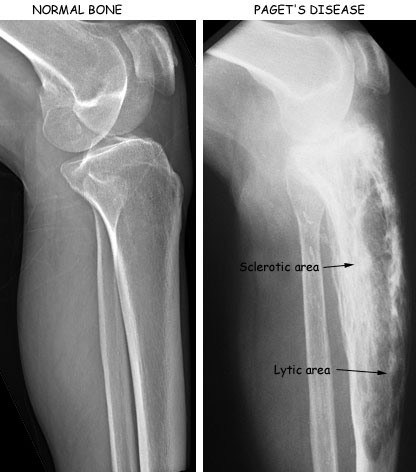 NORMAL BONE
PAGET'S DISEASE
Sclerotic area
Lytic area